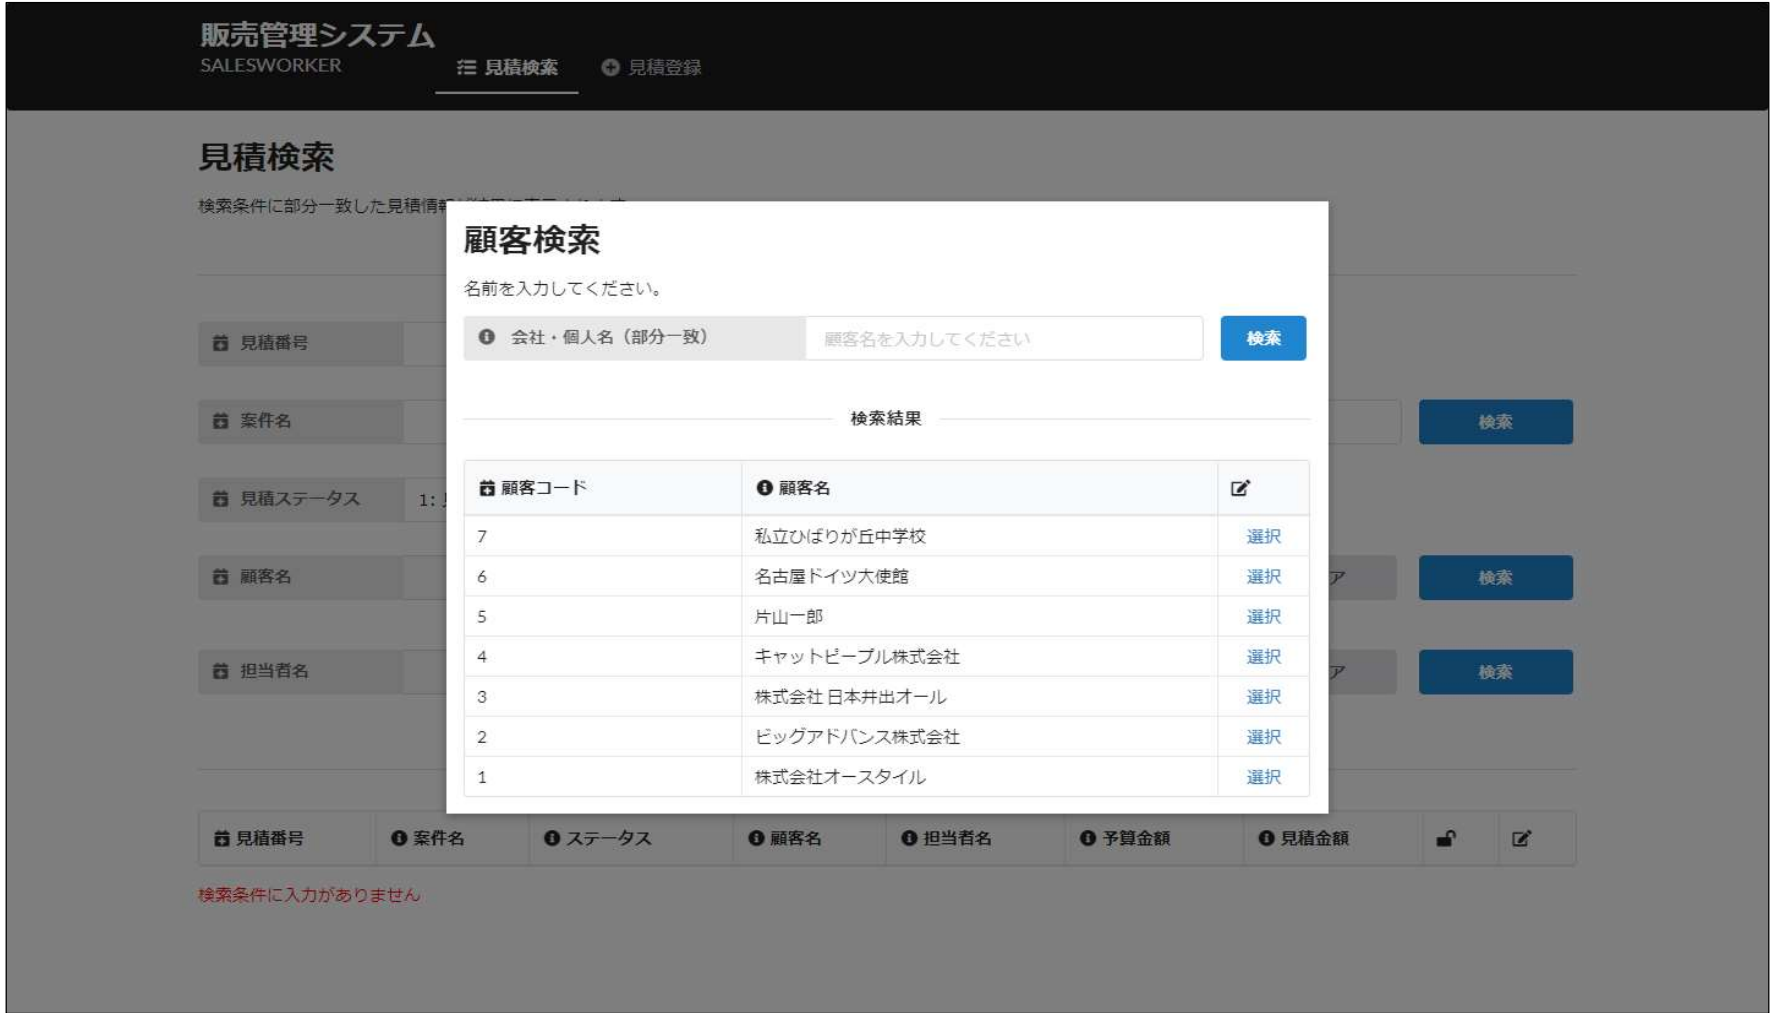 販売管理システム
SALESWORKER
見積検索
見積登録
見積検索
検索条件に部分一致した見積情報
顧客検索
名前を入力してください。
会社・個人名（部分一致）
顧客名を入力してください
検索
検索結果
顧客コード 顧客名
7 私立ひばりが丘中学校 選択
6 名古屋ドイツ大使館 選択
5 片山一郎 選択
4 キャットピープル株式会社 選択
3 株式会社日本井出オール 選択
2 ビッグアドバンス株式会社 選択
1 株式会社オースタイル 選択
見積番号
案件名 検索
見積ステータス 1:
顧客名 ア 検索
担当者名 ア 検索
見積番号 案件名 ステータス 顧客名 担当者名 予算金額 見積金額
検索条件に入力がありません